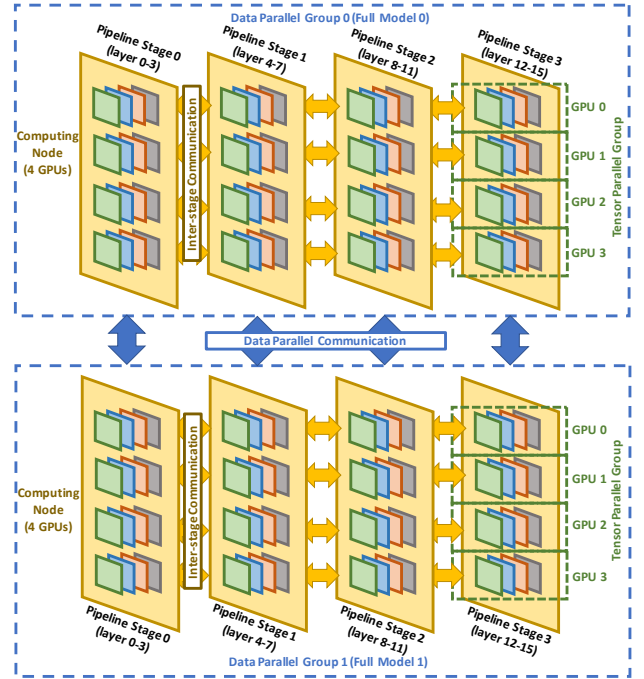 Data Parallel Group 0 (Full Model 0)
Pipeline Stage 0
(layer 0-3)
Pipeline Stage 1
(layer 4-7)
Pipeline Stage 2
(layer 8-11)
Pipeline Stage 3
(layer 12-15)
Computing
Node
(4 GPUs)
Inter-stage Communication
GPU 0
GPU 1
GPU 2
GPU 3
Tensor Parallel Group
Data Parallel Communication
Computing
Node
(4 GPUs)
Inter-stage Communication
GPU 0
GPU 1
GPU 2
GPU 3
Tensor Parallel Group
Pipeline Stage 0
(layer 0-3)
Pipeline Stage 1
(layer 4-7)
Pipeline Stage 2
(layer 8-11)
Pipeline Stage 3
(layer 12-15)
Data Parallel Group 1 (Full Model 1)